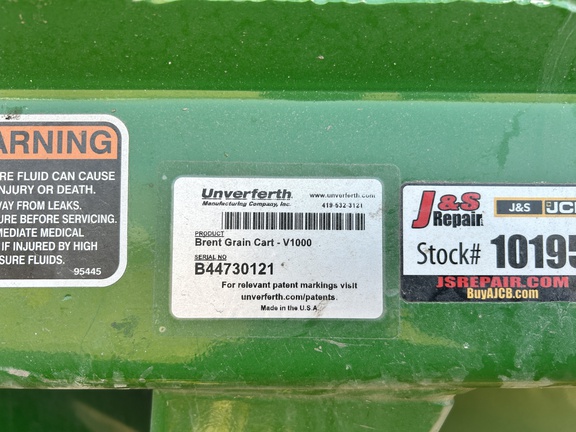 ARNING
RE FLUID CAN CAUSE
NJURY OR DEATH.
AY FROM LEAKS.
URE BEFORE SERVICING.
MEDIATE MEDICAL
IF INJURED BY HIGH
SURE FLUIDS.
95445
Unverferth
www.unverferth.com
Manufacturing Company, Inc.
419-532-3121
PRODUCT
Brent Grain Cart - V1000
SERIAL NO
B44730121
For relevant patent markings visit
unverferth.com/patents.
Made in the U.S.A.
J&S
Repair
J&S JCB
Stock# 10195
JSREPAIR.COM
BuyAJCB.com